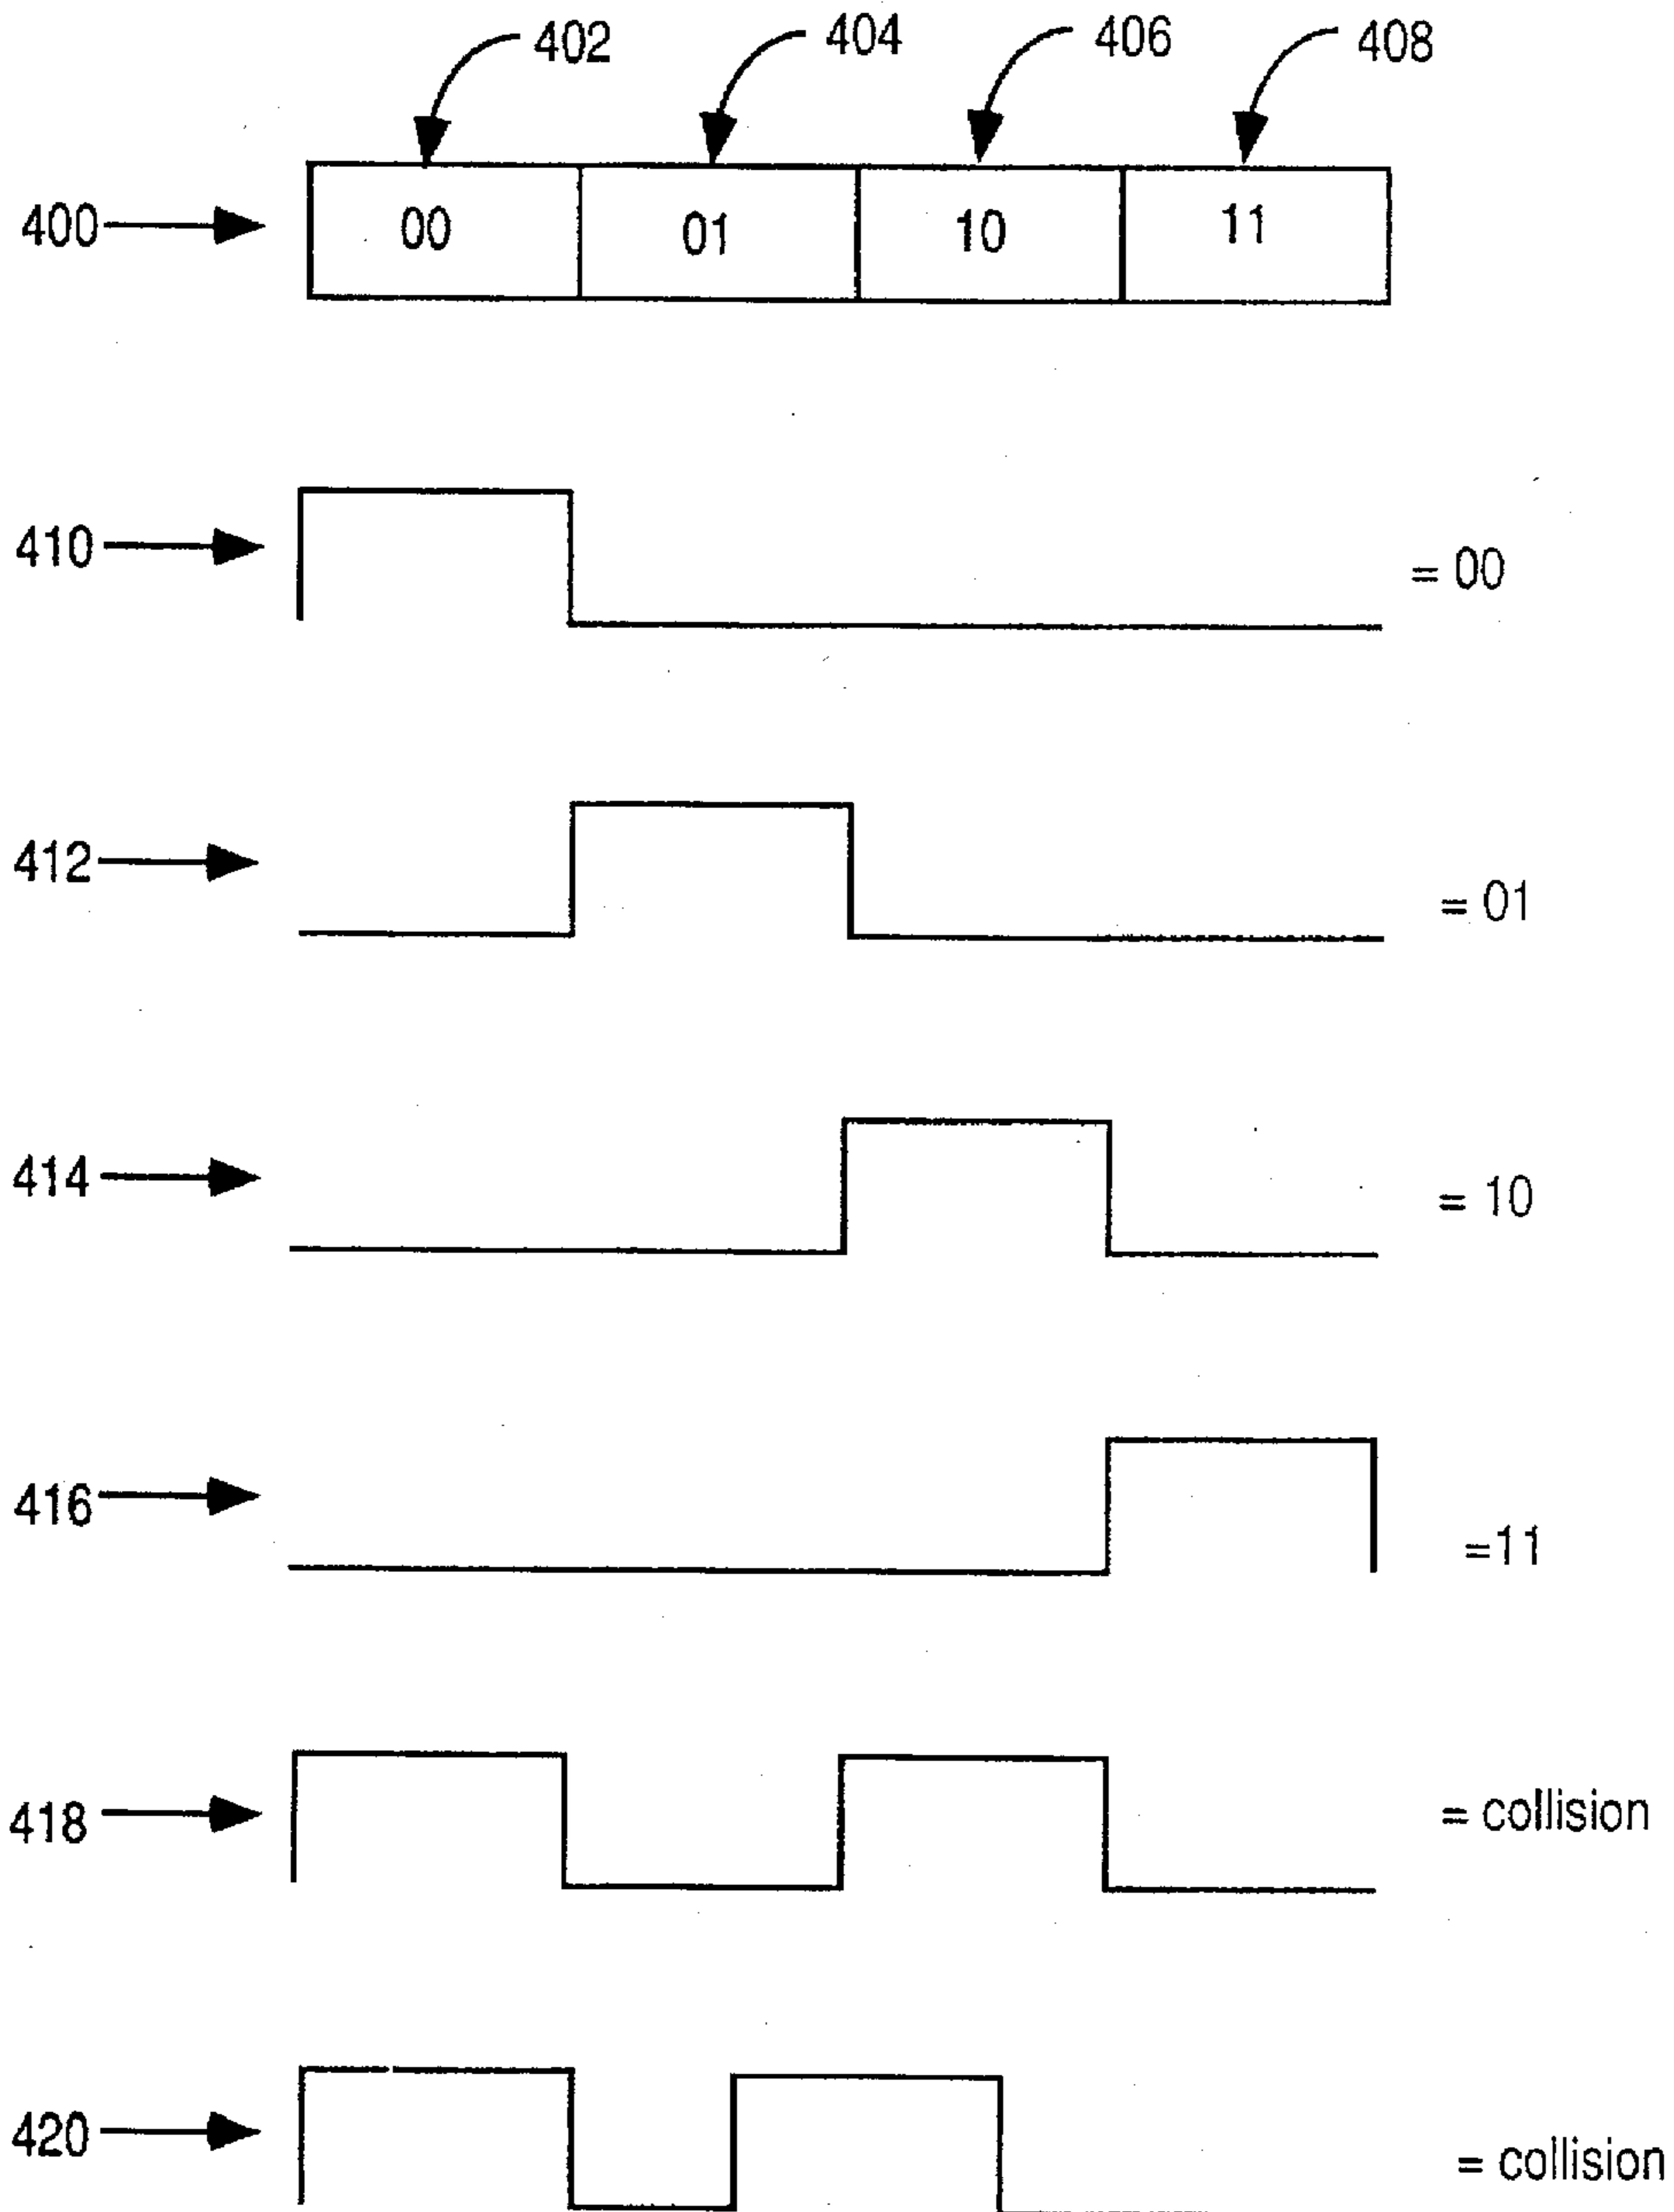 402 404 406 408
400 00 01 10 11
410 = 00
412 = 01
414 = 10
416 =11
418 = collision
420 = collision